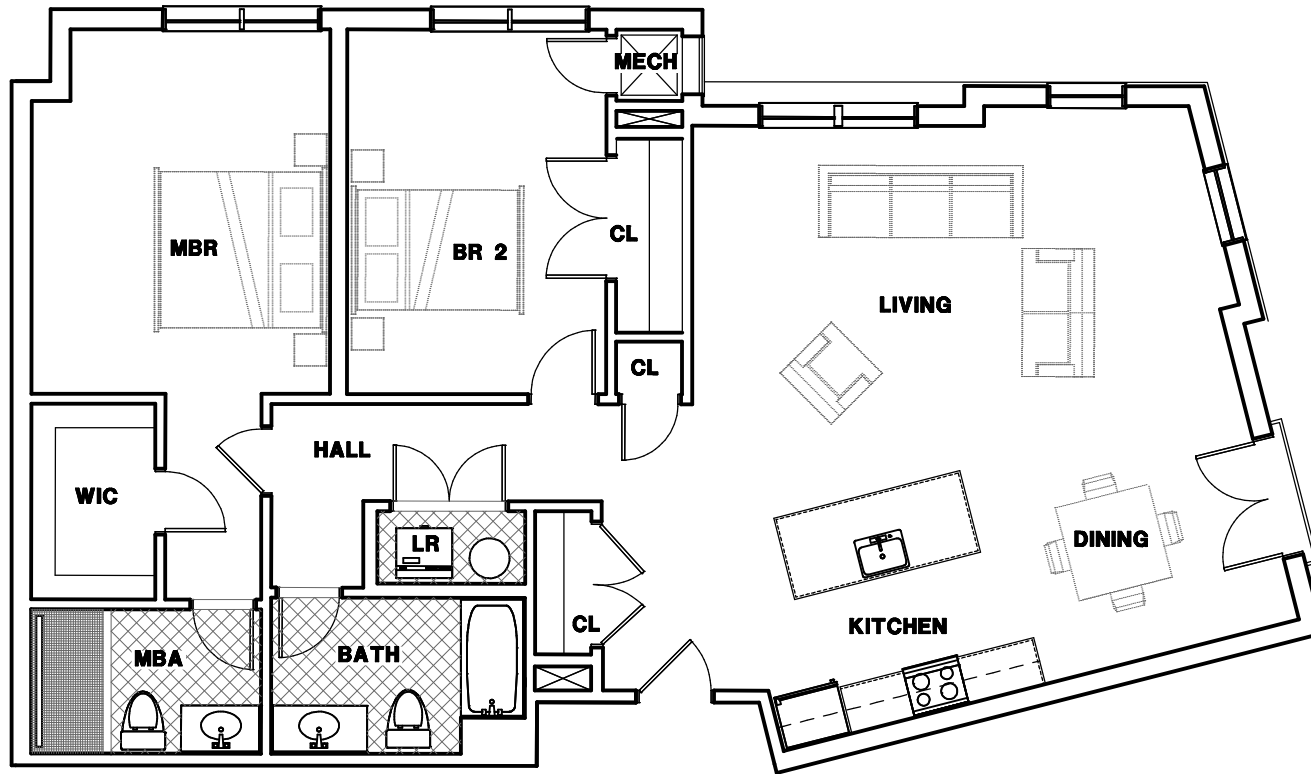 MECH
MBR
BR 2
CL
LIVING
CL
HALL
WIC
LR
DINING
CL
KITCHEN
MBA
BATH